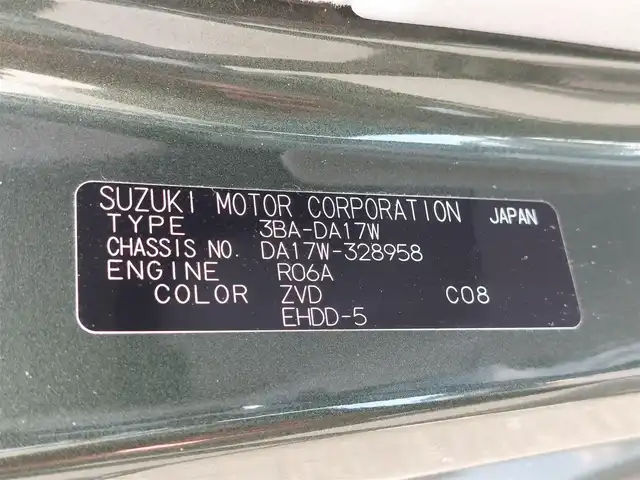 SUZUKI MOTOR CORPORATION JAPAN
TYPE 3BA-DA17W
CHASSIS NO. DA17W-328958
ENGINE R06A
COLOR ZVD C08
EHDD-5